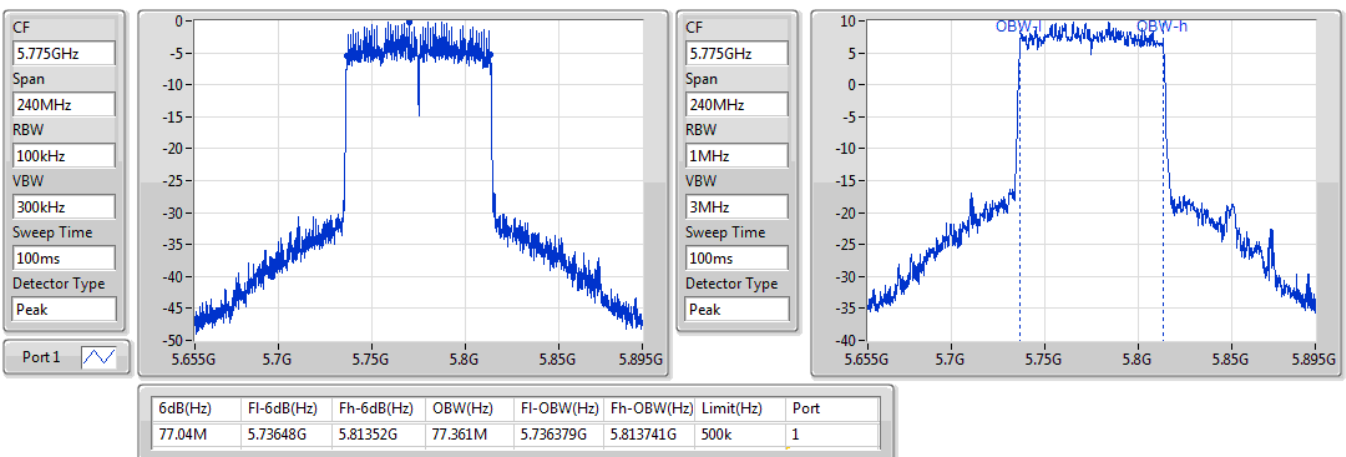 CF
5.775GHz
Span
240MHz
RBW
100kHz
VBW
300kHz
Sweep Time
100ms
Detector Type
Peak
Port 1
0
-5
-10
-15
-20
-25
-30
-35
-40
-45
-50
5.655G 5.7G 5.75G 5.8G 5.85G 5.895G
CF
5.775GHz
Span
240MHz
RBW
1MHz
VBW
3MHz
Sweep Time
100ms
Detector Type
Peak
OBW-l OBW-h
10
5
0
-5
-10
-15
-20
-25
-30
-35
-40
5.655G 5.7G 5.75G 5.8G 5.85G 5.895G
6dB(Hz) Fl-6dB(Hz) Fh-6dB(Hz) OBW(Hz) Fl-OBW(Hz) Fh-OBW(Hz) Limit(Hz) Port
77.04M 5.73648G 5.81352G 77.361M 5.736379G 5.813741G 500k 1